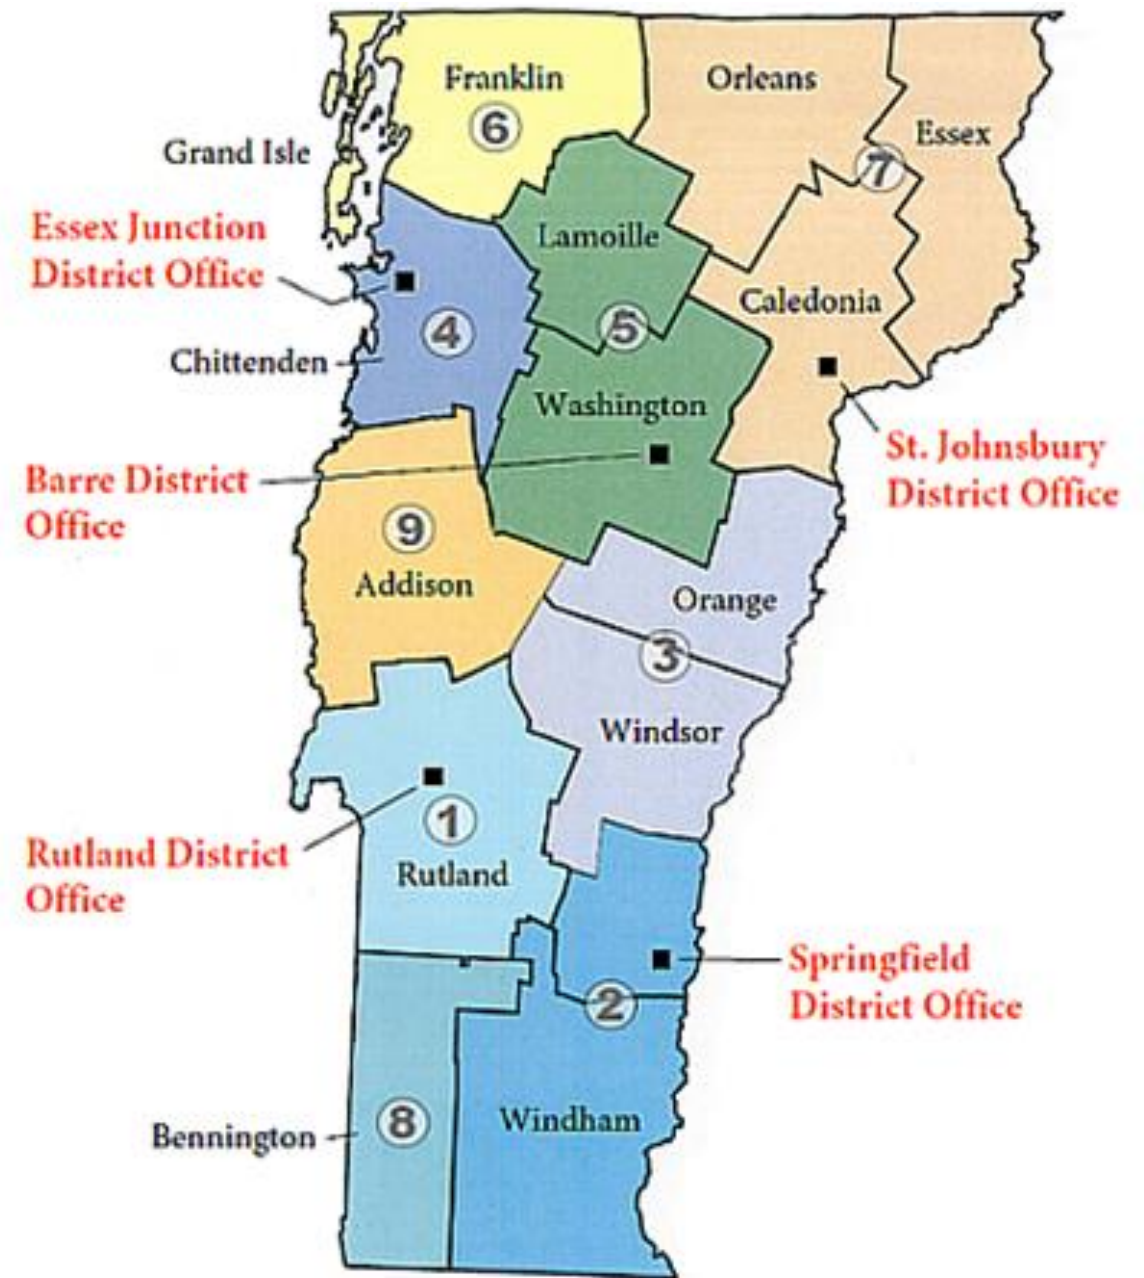 Franklin
6
Orleans
Essex
Grand Isle
7
Essex Junction
District Office
Lamoille
Caledonia
4
5
Chittenden
Washington
St. Johnsbury
District Office
Barre District
Office
9
Addison
Orange
3
Windsor
1
Rutland District
Office
Rutland
Springfield
District Office
2
Windham
8
Bennington